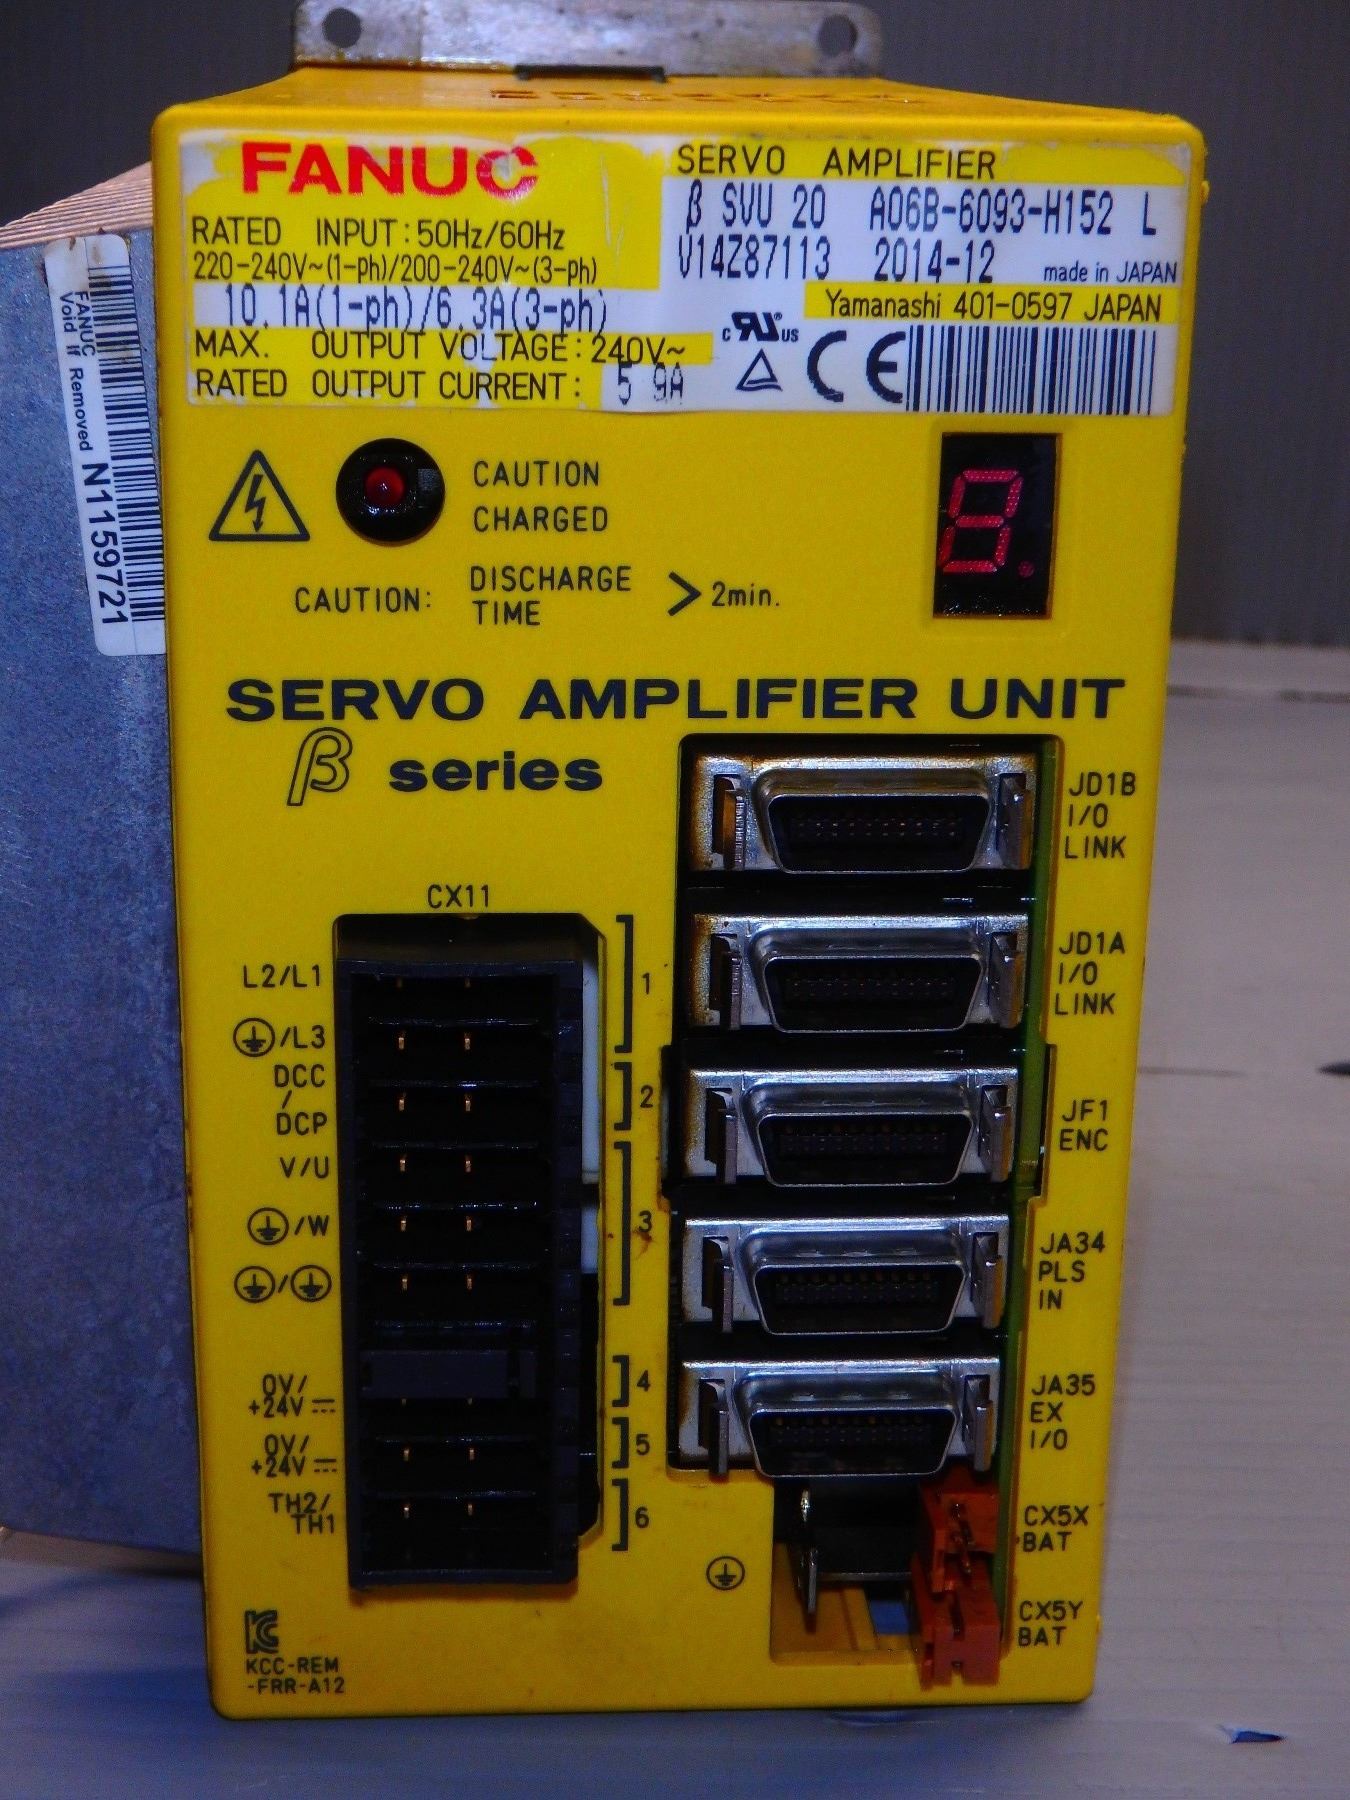 FANUC
RATED INPUT: 50Hz/60Hz
220-240V~(1-ph)/200-240V~(3-ph)
10.1A(1-ph)/6.3A(3-ph)
MAX. OUTPUT VOLTAGE: 240V~
RATED OUTPUT CURRENT: 5 9A
SERVO AMPLIFIER
β SVU 20 A06B-6093-H152 L
V14Z87113 2014-12 made in JAPAN
Yamanashi 401-0597 JAPAN
c RU US
CE
FANUC
Void If Removed
N1159721
CAUTION
CHARGED
CAUTION: DISCHARGE TIME > 2min.
8.
SERVO AMPLIFIER UNIT
β series
CX11
L2/L1
/L3
DCC
/
DCP
V/U
/W
/
0V/
+24V
0V/
+24V
TH2/
TH1
1
2
3
4
5
6
JD1B
I/O
LINK
JD1A
I/O
LINK
JF1
ENC
JA34
PLS
IN
JA35
EX
I/O
CX5X
BAT
CX5Y
BAT
KC
KCC-REM
-FRR-A12